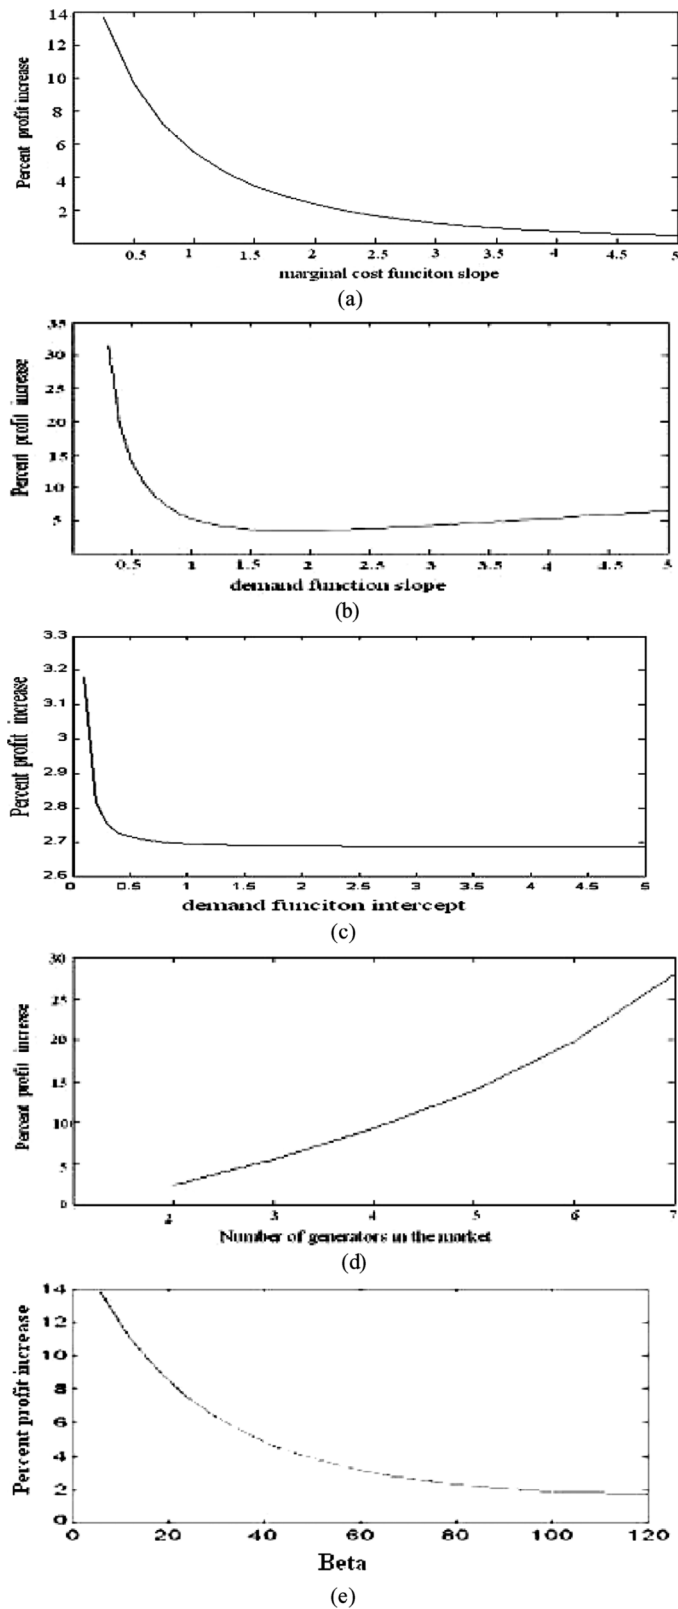 14
12
10
8
6
4
2
Percent profit increase
0.5 1 1.5 2 2.5 3 3.5 4 4.5 5
marginal cost funciton slope
(a)
35
30
25
20
15
10
5
Percent profit increase
0.5 1 1.5 2 2.5 3 3.5 4 4.5 5
demand function slope
(b)
3.3
3.2
3.1
3
2.9
2.8
2.7
2.6
Percent profit increase
0 0.5 1 1.5 2 2.5 3 3.5 4 4.5 5
demand funciton intercept
(c)
30
25
20
15
10
5
0
Percent profit increase
2 3 4 5 6 7
Number of generators in the market
(d)
14
12
10
8
6
4
2
0
Percent profit increase
0 20 40 60 80 100 120
Beta
(e)